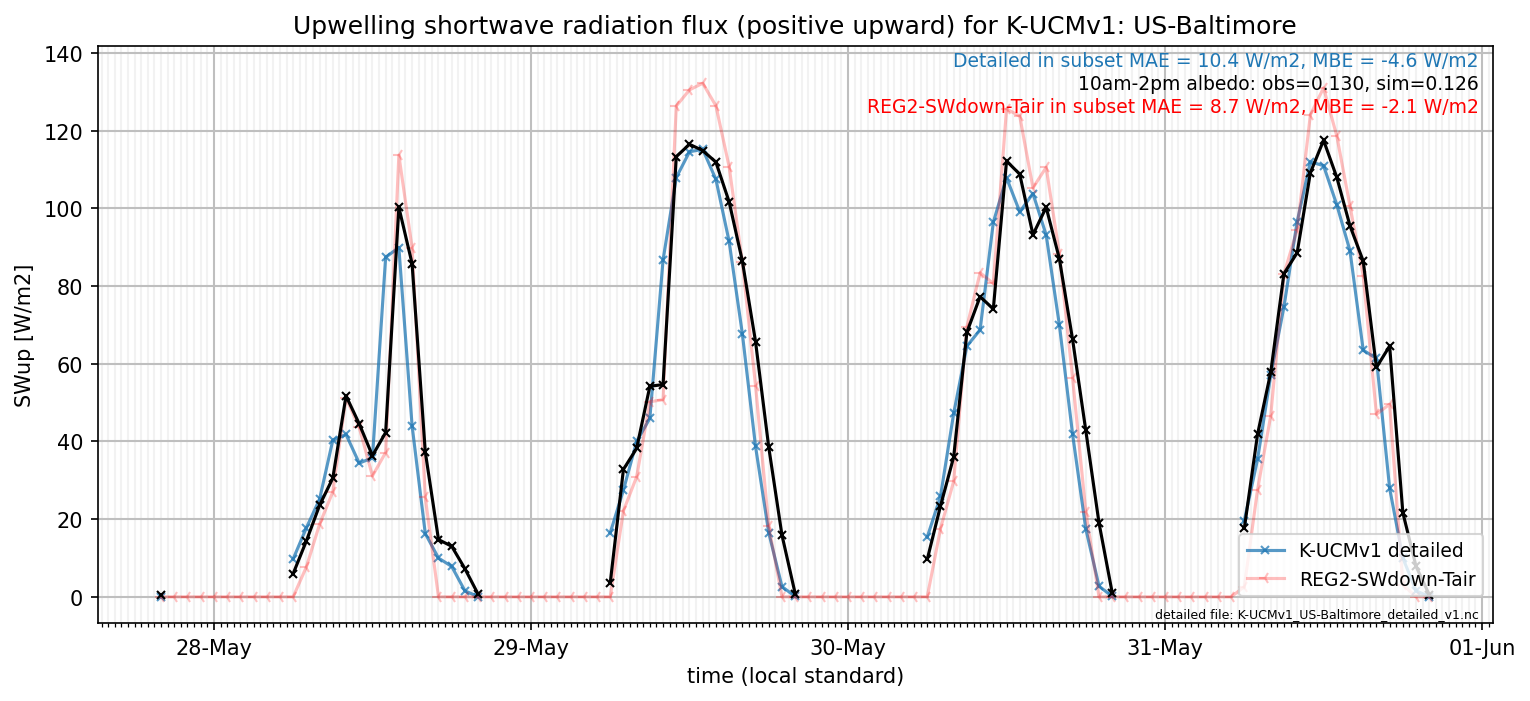 Upwelling shortwave radiation flux (positive upward) for K-UCMv1: US-Baltimore
Detailed in subset MAE = 10.4 W/m2, MBE = -4.6 W/m2
10am-2pm albedo: obs=0.130, sim=0.126
REG2-SWdown-Tair in subset MAE = 8.7 W/m2, MBE = -2.1 W/m2
SWup [W/m2]
140
120
100
80
60
40
20
0
K-UCMv1 detailed
REG2-SWdown-Tair
detailed file: K-UCMv1_US-Baltimore_detailed_v1.nc
28-May
29-May
30-May
31-May
01-Jun
time (local standard)